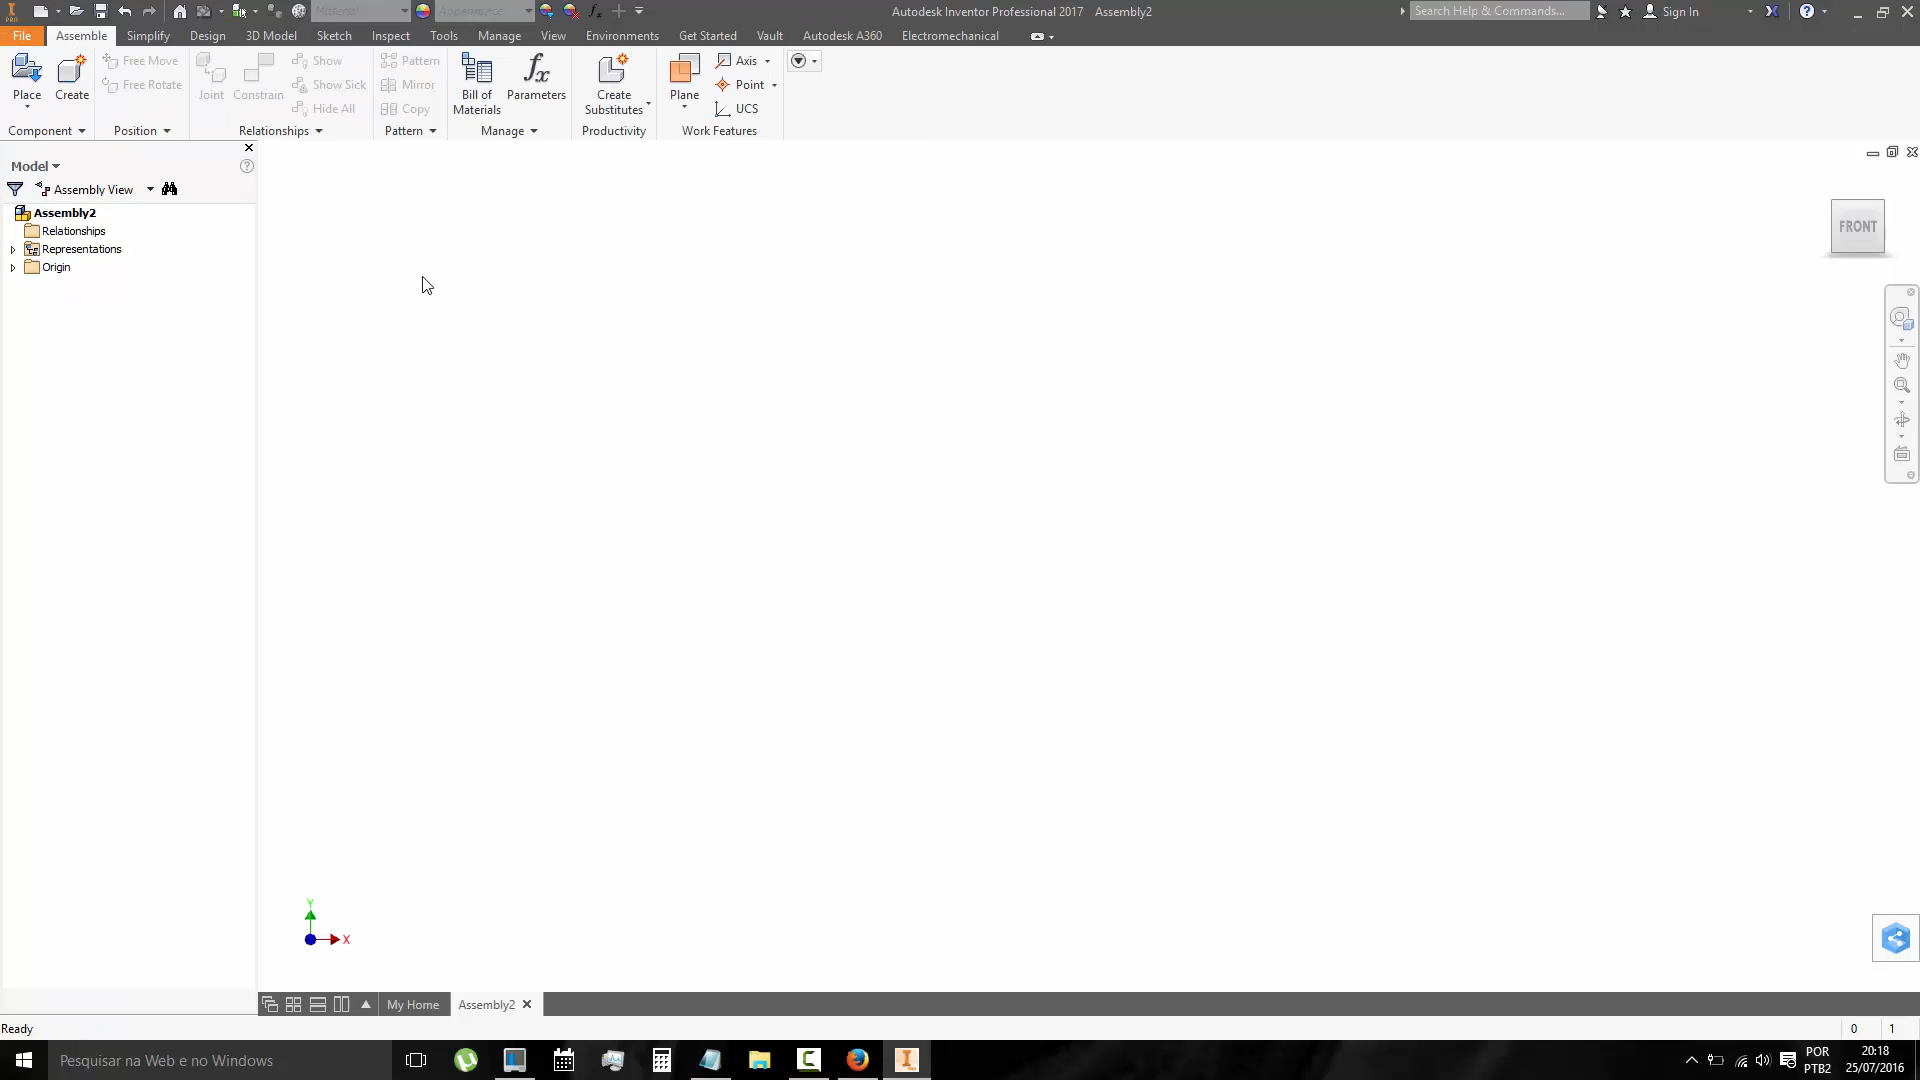 Material
Appearance
Autodesk Inventor Professional 2017 Assembly2
Search Help & Commands...
Sign In
File Assemble Simplify Design 3D Model Sketch Inspect Tools Manage View Environments Get Started Vault Autodesk A360 Electromechanical
Place
Create
Free Move
Free Rotate
Joint
Constrain
Show
Show Sick
Hide All
Pattern
Mirror
Copy
Bill of
Materials
fx
Parameters
Create
Substitutes
Plane
Axis
Point
UCS
Component Position Relationships Pattern Manage Productivity Work Features
Model
Assembly View
Assembly2
Relationships
Representations
Origin
FRONT
Y
X
My Home Assembly2
Ready
0 1
Pesquisar na Web e no Windows
POR
PTB2
20:18
25/07/2016